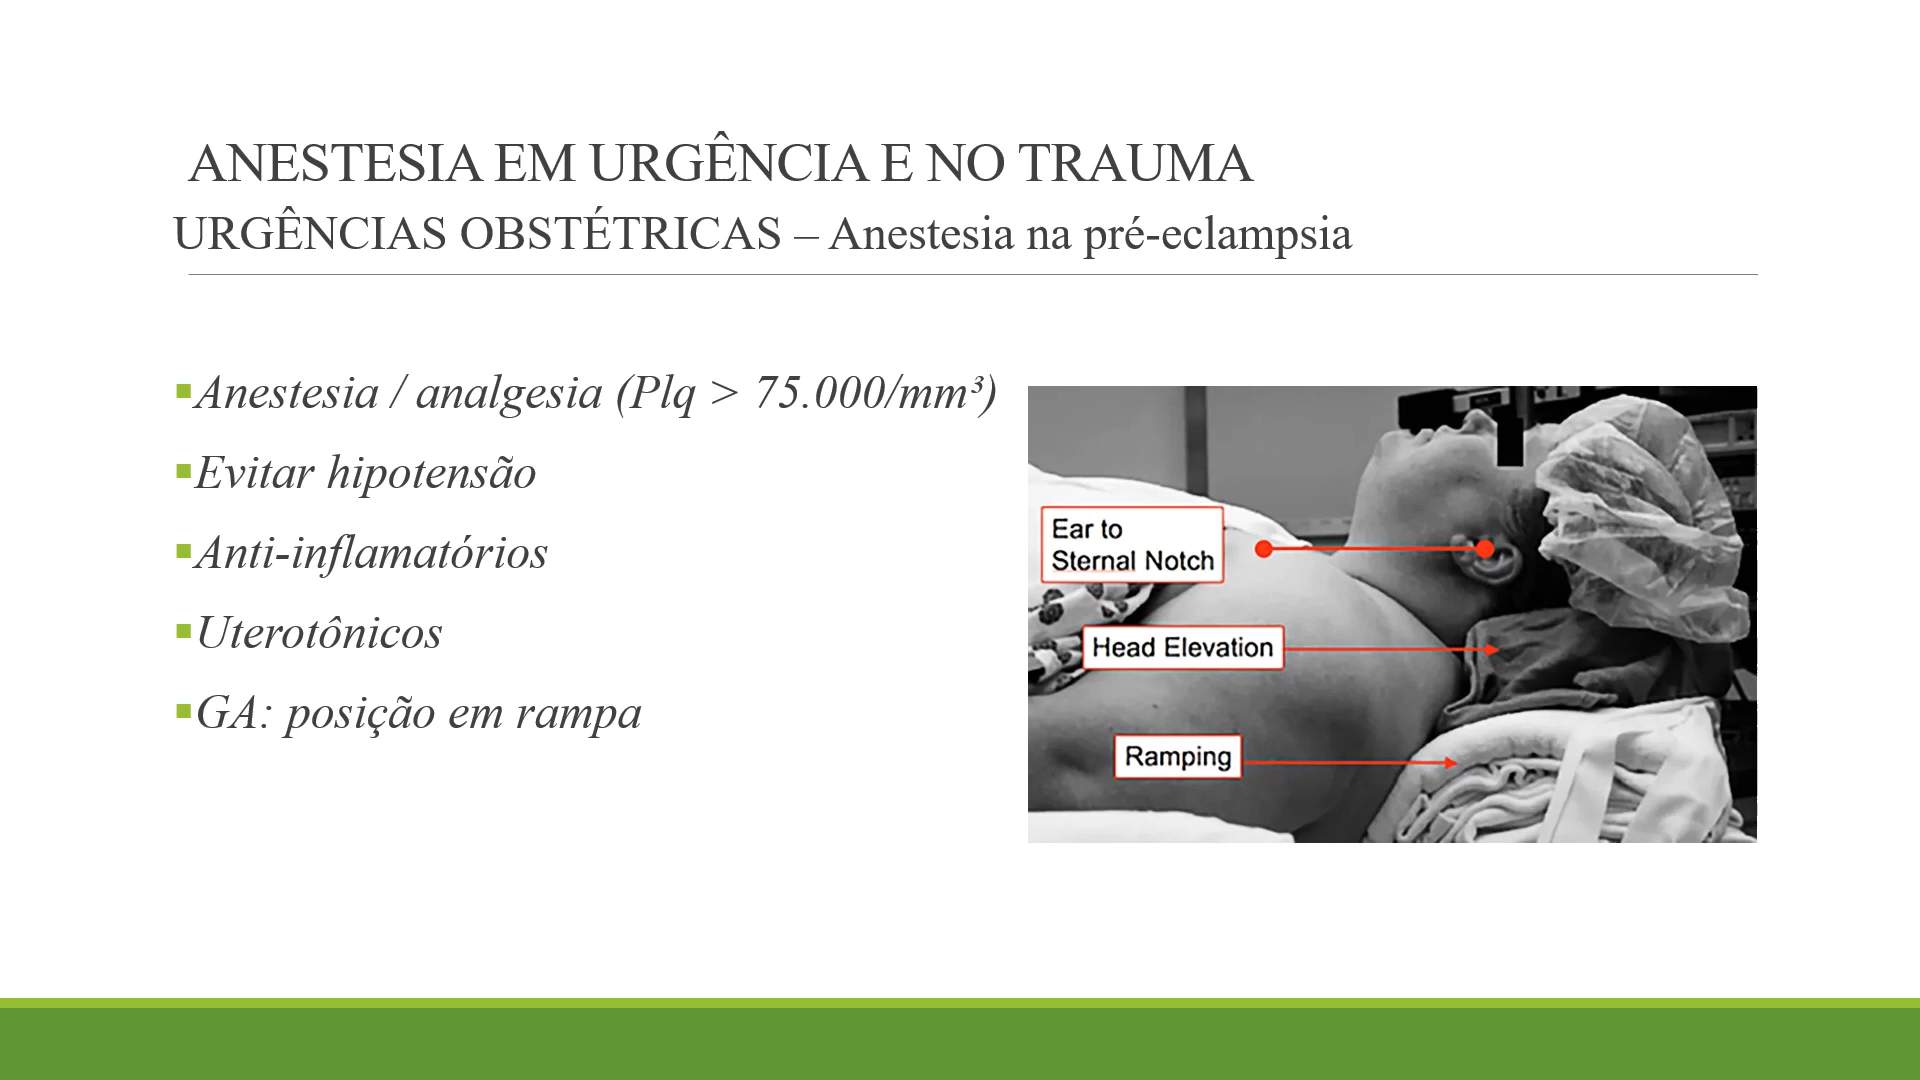 ANESTESIA EM URGÊNCIA E NO TRAUMA
URGÊNCIAS OBSTÉTRICAS – Anestesia na pré-eclampsia
Anestesia / analgesia (Plq > 75.000/mm³)
Evitar hipotensão
Anti-inflamatórios
Uterotônicos
GA: posição em rampa
Ear to
Sternal Notch
Head Elevation
Ramping